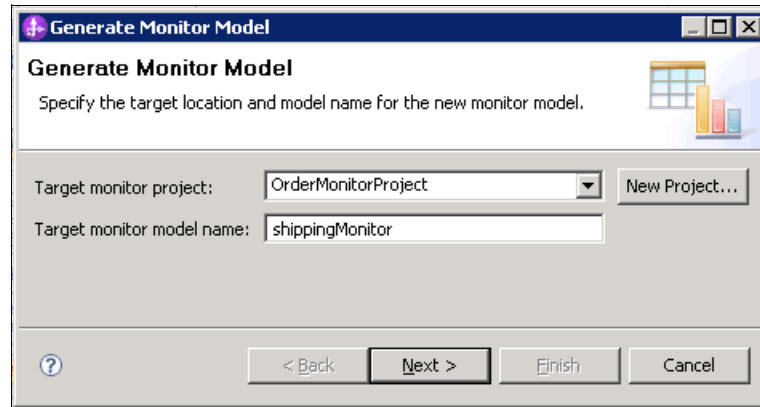 Generate Monitor Model
Generate Monitor Model
Specify the target location and model name for the new monitor model.
Target monitor project: OrderMonitorProject New Project...
Target monitor model name: shippingMonitor
? < Back Next > Finish Cancel